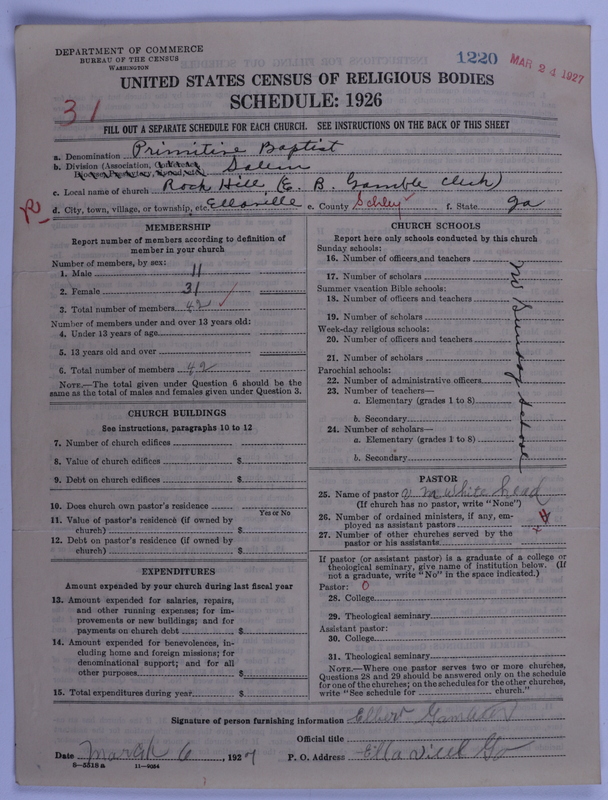 DEPARTMENT OF COMMERCE
BUREAU OF THE CENSUS
WASHINGTON
1220
MAR 24 1927
UNITED STATES CENSUS OF RELIGIOUS BODIES
SCHEDULE: 1926
31
FILL OUT A SEPARATE SCHEDULE FOR EACH CHURCH. SEE INSTRUCTIONS ON THE BACK OF THIS SHEET
a. Denomination Primitive Baptist
b. Division (Association, Salem
c. Local name of church Rock Hill (E. B. Gamble clerk)
d. City, town, village, or township, etc. Ellaville e. County Schley f. State Ga
MEMBERSHIP
Report number of members according to definition of
member in your church
Number of members, by sex:
1. Male 11
2. Female 31
3. Total number of members 42
Number of members under and over 13 years old:
4. Under 13 years of age
5. 13 years old and over
6. Total number of members 42
NOTE.—The total given under Question 6 should be the
same as the total of males and females given under Question 3.
CHURCH BUILDINGS
See instructions, paragraphs 10 to 12
7. Number of church edifices
8. Value of church edifices $
9. Debt on church edifices $
10. Does church own pastor's residence
Yes or No
11. Value of pastor's residence (if owned by
church) $
12. Debt on pastor's residence (if owned by
church) $
EXPENDITURES
Amount expended by your church during last fiscal year
13. Amount expended for salaries, repairs,
and other running expenses; for im-
provements or new buildings; and for
payments on church debt $
14. Amount expended for benevolences, in-
cluding home and foreign missions; for
denominational support; and for all
other purposes $
15. Total expenditures during year $
CHURCH SCHOOLS
Report here only schools conducted by this church
Sunday schools:
16. Number of officers and teachers
17. Number of scholars
Summer vacation Bible schools:
18. Number of officers and teachers
19. Number of scholars
Week-day religious schools:
20. Number of officers and teachers
21. Number of scholars
Parochial schools:
22. Number of administrative officers
23. Number of teachers—
a. Elementary (grades 1 to 8)
b. Secondary
24. Number of scholars—
a. Elementary (grades 1 to 8)
b. Secondary
No Sunday School
PASTOR
25. Name of pastor O M Whitehead
(If church has no pastor, write "None")
26. Number of ordained ministers, if any, em-
ployed as assistant pastors
27. Number of other churches served by the
pastor or his assistants
If pastor (or assistant pastor) is a graduate of a college or
theological seminary, give name of institution below. (If
not a graduate, write "No" in the space indicated.)
Pastor: 0
28. College
29. Theological seminary
Assistant pastor:
30. College
31. Theological seminary
NOTE.—Where one pastor serves two or more churches,
Questions 28 and 29 should be answered only on the schedule
for one of the churches; on the schedules for the other churches,
write "See schedule for church."
Signature of person furnishing information Elbert
Official title
Date March 6, 1927 P. O. Address Ellaville Ga
8—5518 a 11—9024